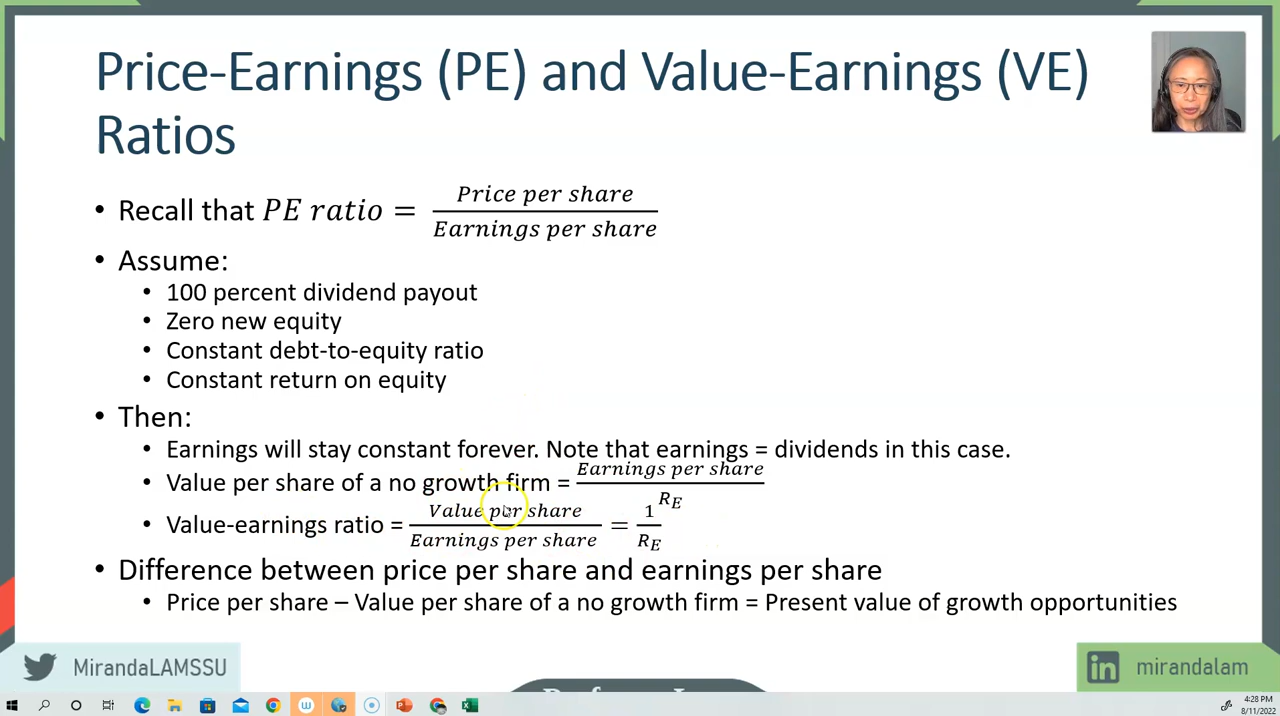 Price-Earnings (PE) and Value-Earnings (VE)
Ratios
• Recall that PE ratio = Price per share / Earnings per share
• Assume:
• 100 percent dividend payout
• Zero new equity
• Constant debt-to-equity ratio
• Constant return on equity
• Then:
• Earnings will stay constant forever. Note that earnings = dividends in this case.
• Value per share of a no growth firm = Earnings per share / R_E
• Value-earnings ratio = Value per share / Earnings per share = 1 / R_E
• Difference between price per share and earnings per share
• Price per share – Value per share of a no growth firm = Present value of growth opportunities
MirandaLAMSSU
in mirandalam
4:28 PM
8/11/2022